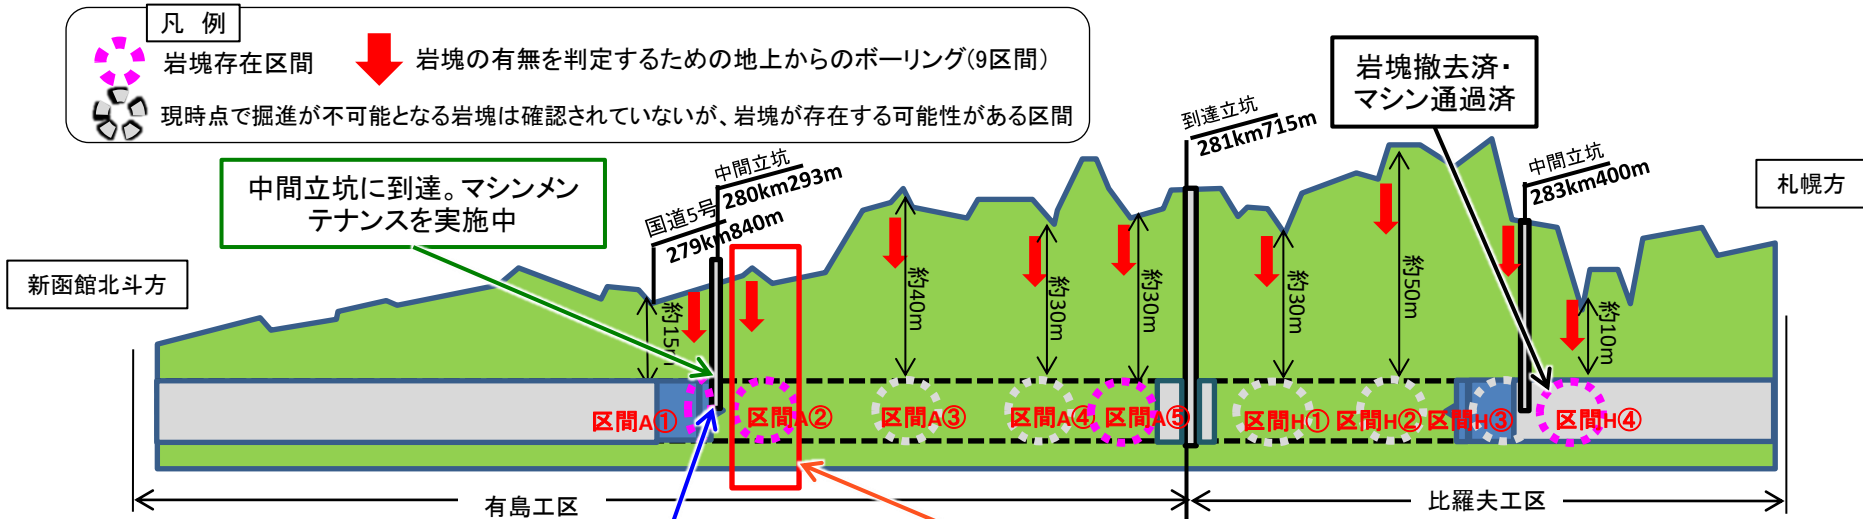 凡 例
岩塊存在区間
岩塊の有無を判定するための地上からのボーリング(9区間)
現時点で掘進が不可能となる岩塊は確認されていないが、岩塊が存在する可能性がある区間
岩塊撤去済・
マシン通過済
到達立坑
281km715m
中間立坑
280km293m
中間立坑
283km400m
中間立坑に到達。マシンメン
テナンスを実施中
国道5号
279km840m
札幌方
新函館北斗方
約15m
約40m
約30m
約30m
約30m
約50m
約10m
区間A①
区間A②
区間A③
区間A④
区間A⑤
区間H①
区間H②
区間H③
区間H④
有島工区
比羅夫工区